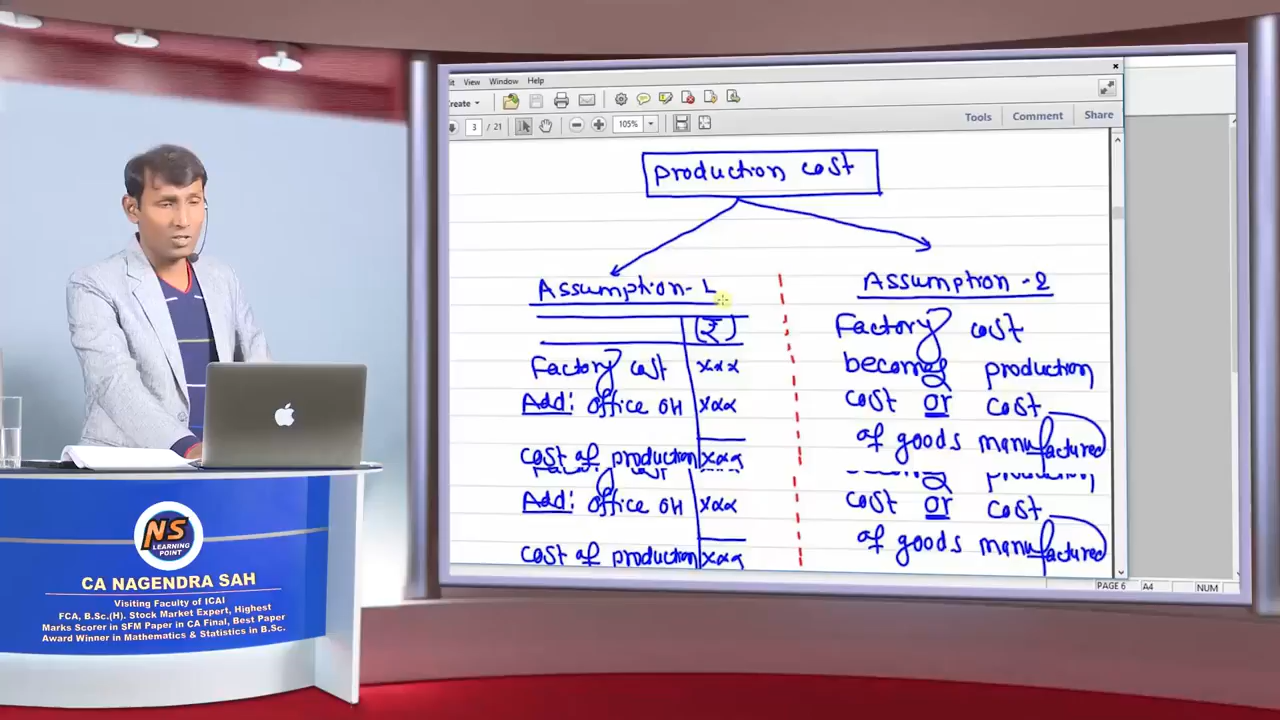 View Window Help
Create
3 / 21
105%
Tools Comment Share
Production cost
Assumption-1
(₹)
Factory cost xxx
Add: Office OH xxx
Cost of production xxx
Add: Office OH xxx
Cost of production xxx
Assumption -2
Factory cost
becomes production
cost or cost
of goods manufactured
cost or cost
of goods manufactured
PAGE 6 A4 NUM
NS
LEARNING
POINT
CA NAGENDRA SAH
Visiting Faculty of ICAI
FCA, B.Sc.(H). Stock Market Expert, Highest
Marks Scorer in SFM Paper in CA Final, Best Paper
Award Winner in Mathematics & Statistics in B.Sc.